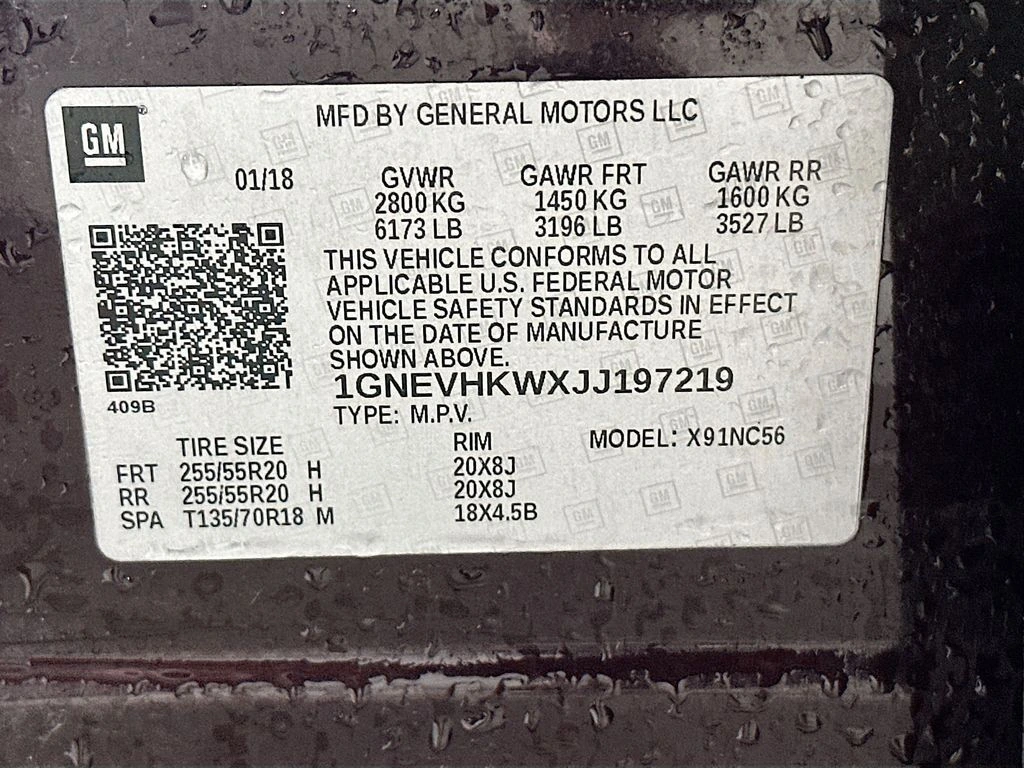 GM
MFD BY GENERAL MOTORS LLC
01/18 GVWR GAWR FRT GAWR RR
2800 KG 1450 KG 1600 KG
6173 LB 3196 LB 3527 LB
THIS VEHICLE CONFORMS TO ALL
APPLICABLE U.S. FEDERAL MOTOR
VEHICLE SAFETY STANDARDS IN EFFECT
ON THE DATE OF MANUFACTURE
SHOWN ABOVE.
1GNEVHKWXJJ197219
409B
TYPE: M.P.V.
TIRE SIZE RIM MODEL: X91NC56
FRT 255/55R20 H 20X8J
RR 255/55R20 H 20X8J
SPA T135/70R18 M 18X4.5B